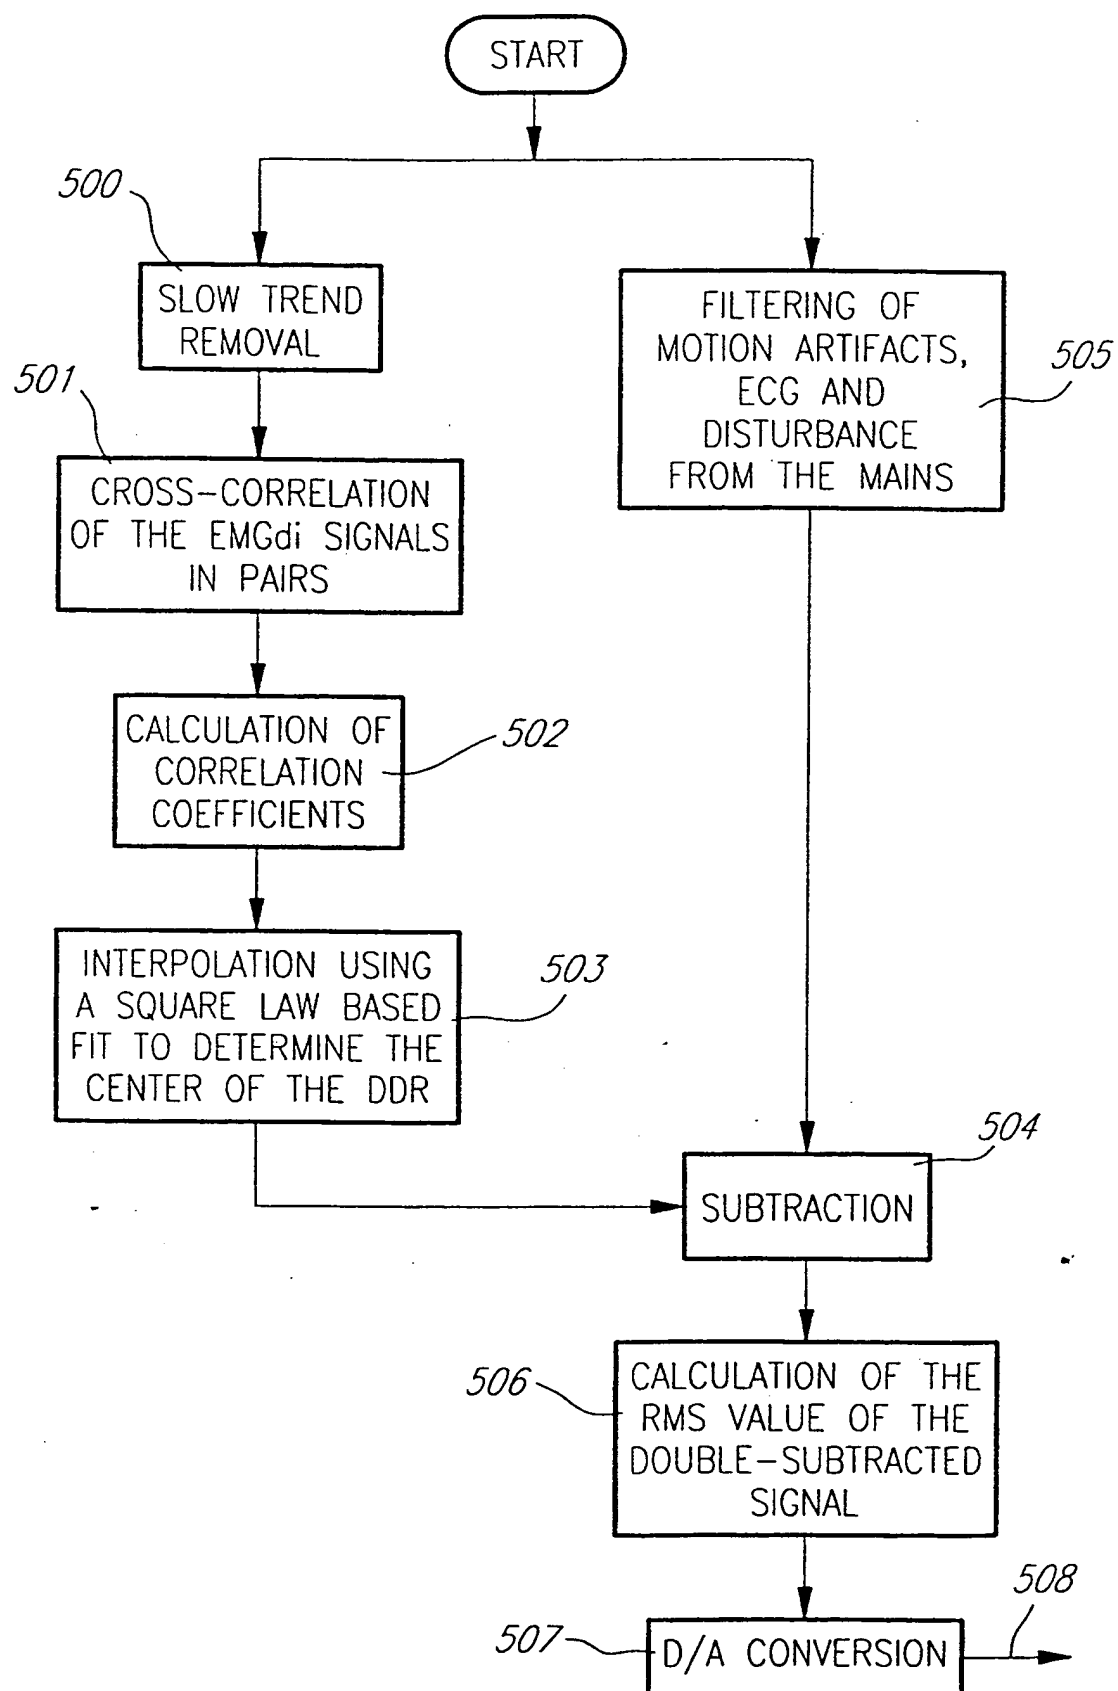 START
500
SLOW TREND
REMOVAL
501
CROSS-CORRELATION
OF THE EMGdi SIGNALS
IN PAIRS
CALCULATION OF
CORRELATION
COEFFICIENTS
502
INTERPOLATION USING
A SQUARE LAW BASED
FIT TO DETERMINE THE
CENTER OF THE DDR
503
FILTERING OF
MOTION ARTIFACTS,
ECG AND
DISTURBANCE
FROM THE MAINS
505
504
SUBTRACTION
506
CALCULATION OF THE
RMS VALUE OF THE
DOUBLE-SUBTRACTED
SIGNAL
507
D/A CONVERSION
508